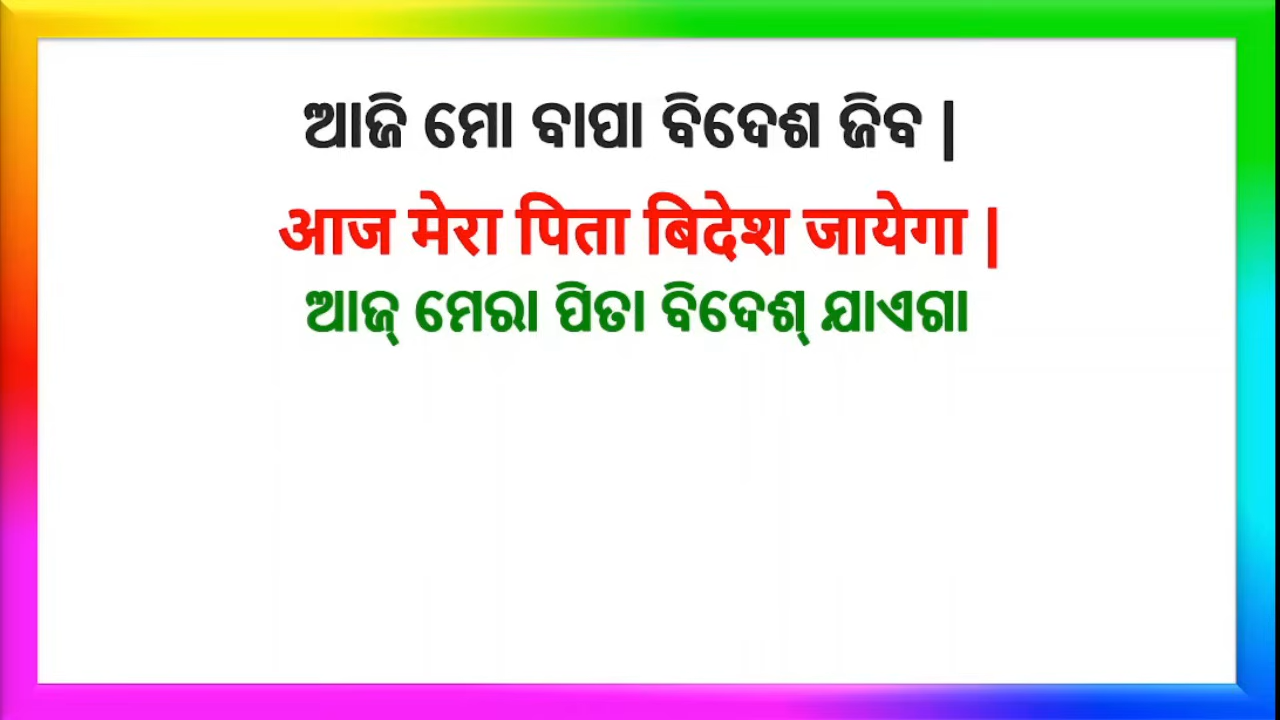 ଆଜି ମୋ ବାପା ବିଦେଶ ଜିବ |
आज मेरा पिता बिदेश जायेगा |
ଆଜ୍ ମେରା ପିତା ବିଦେଶ୍ ଯାଏଗା